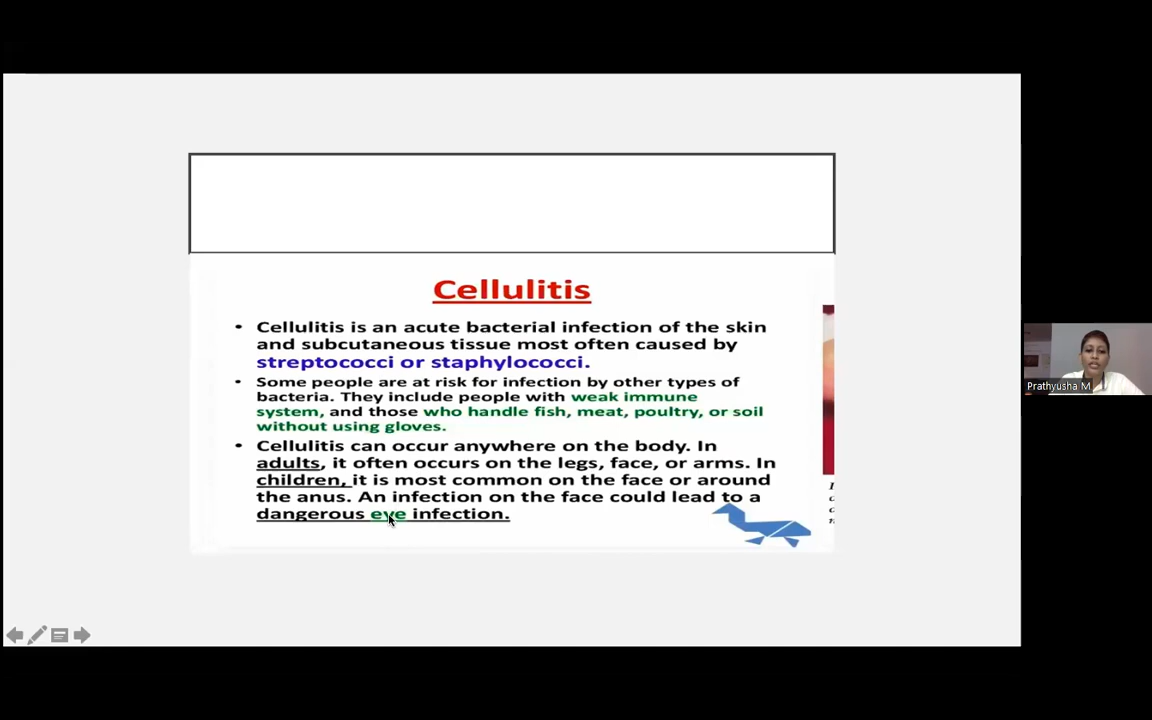 Cellulitis
• Cellulitis is an acute bacterial infection of the skin
and subcutaneous tissue most often caused by
streptococci or staphylococci.
• Some people are at risk for infection by other types of
bacteria. They include people with weak immune
system, and those who handle fish, meat, poultry, or soil
without using gloves.
• Cellulitis can occur anywhere on the body. In
adults, it often occurs on the legs, face, or arms. In
children, it is most common on the face or around
the anus. An infection on the face could lead to a
dangerous eye infection.
Prathyusha M